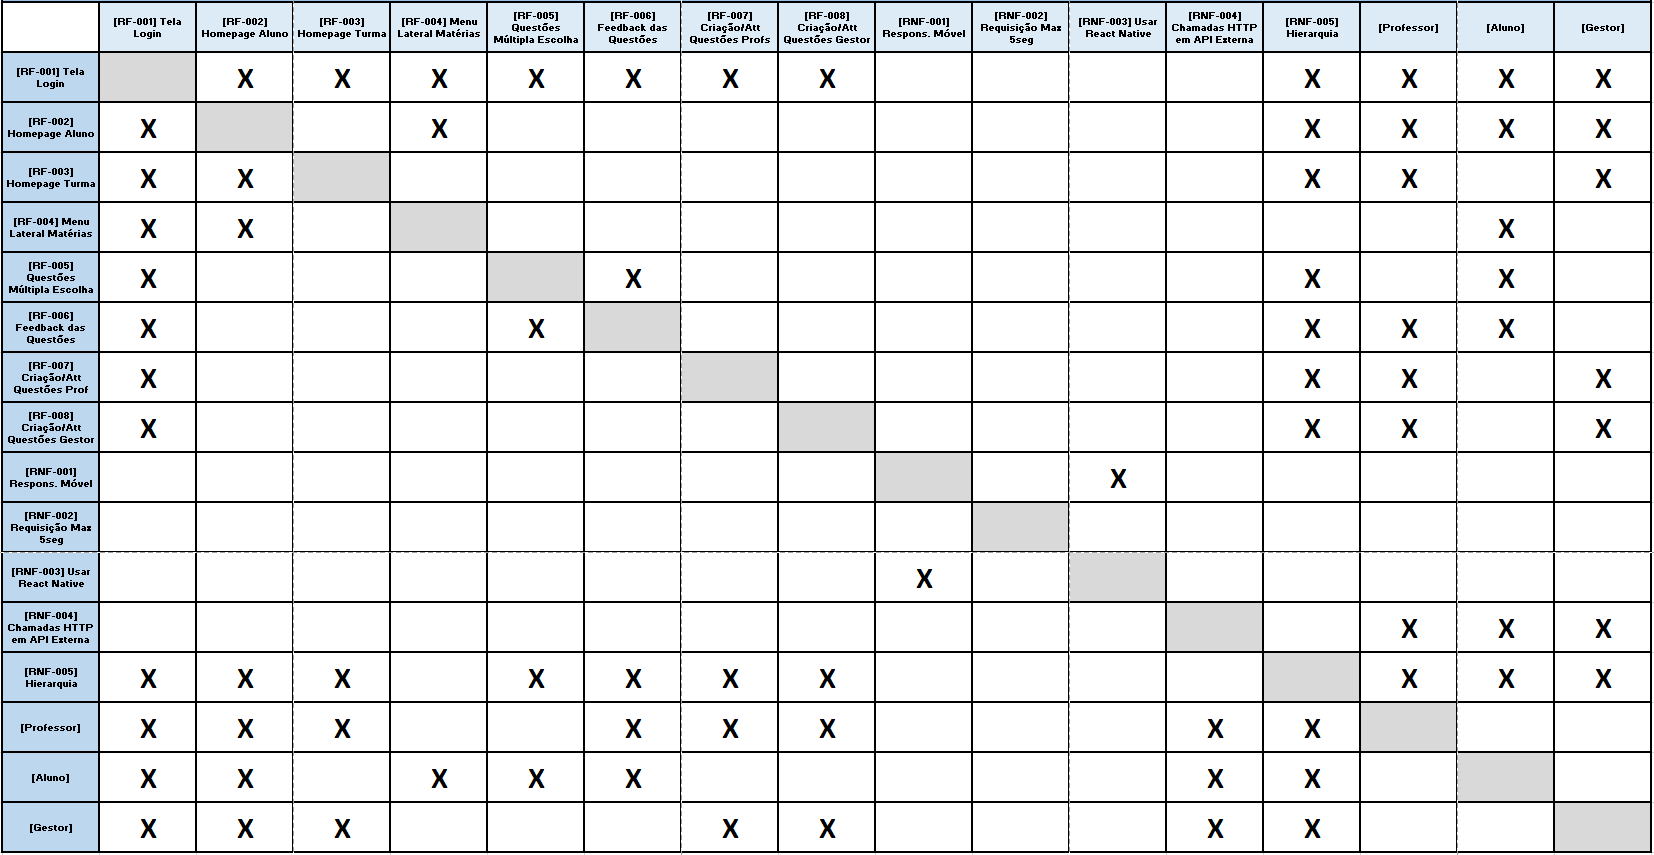 [RF-001] Tela Login [RF-002] Homepage Aluno [RF-003] Homepage Turma [RF-004] Menu Lateral Matérias [RF-005] Questões Múltipla Escolha [RF-006] Feedback das Questões [RF-007] Criação/Att Questões Profs [RF-008] Criação/Att Questões Gestor [RNF-001] Respons. Móvel [RNF-002] Requisição Max 5seg [RNF-003] Usar React Native [RNF-004] Chamadas HTTP em API Externa [RNF-005] Hierarquia [Professor] [Aluno] [Gestor]
[RF-001] Tela Login X X X X X X X X X X X
[RF-002] Homepage Aluno X X X X X X
[RF-003] Homepage Turma X X X X X
[RF-004] Menu Lateral Matérias X X X
[RF-005] Questões Múltipla Escolha X X X X
[RF-006] Feedback das Questões X X X X X
[RF-007] Criação/Att Questões Prof X X X X
[RF-008] Criação/Att Questões Gestor X X X X
[RNF-001] Respons. Móvel X
[RNF-002] Requisição Max 5seg
[RNF-003] Usar React Native X
[RNF-004] Chamadas HTTP em API Externa X X X
[RNF-005] Hierarquia X X X X X X X X X X
[Professor] X X X X X X X X
[Aluno] X X X X X X X
[Gestor] X X X X X X X